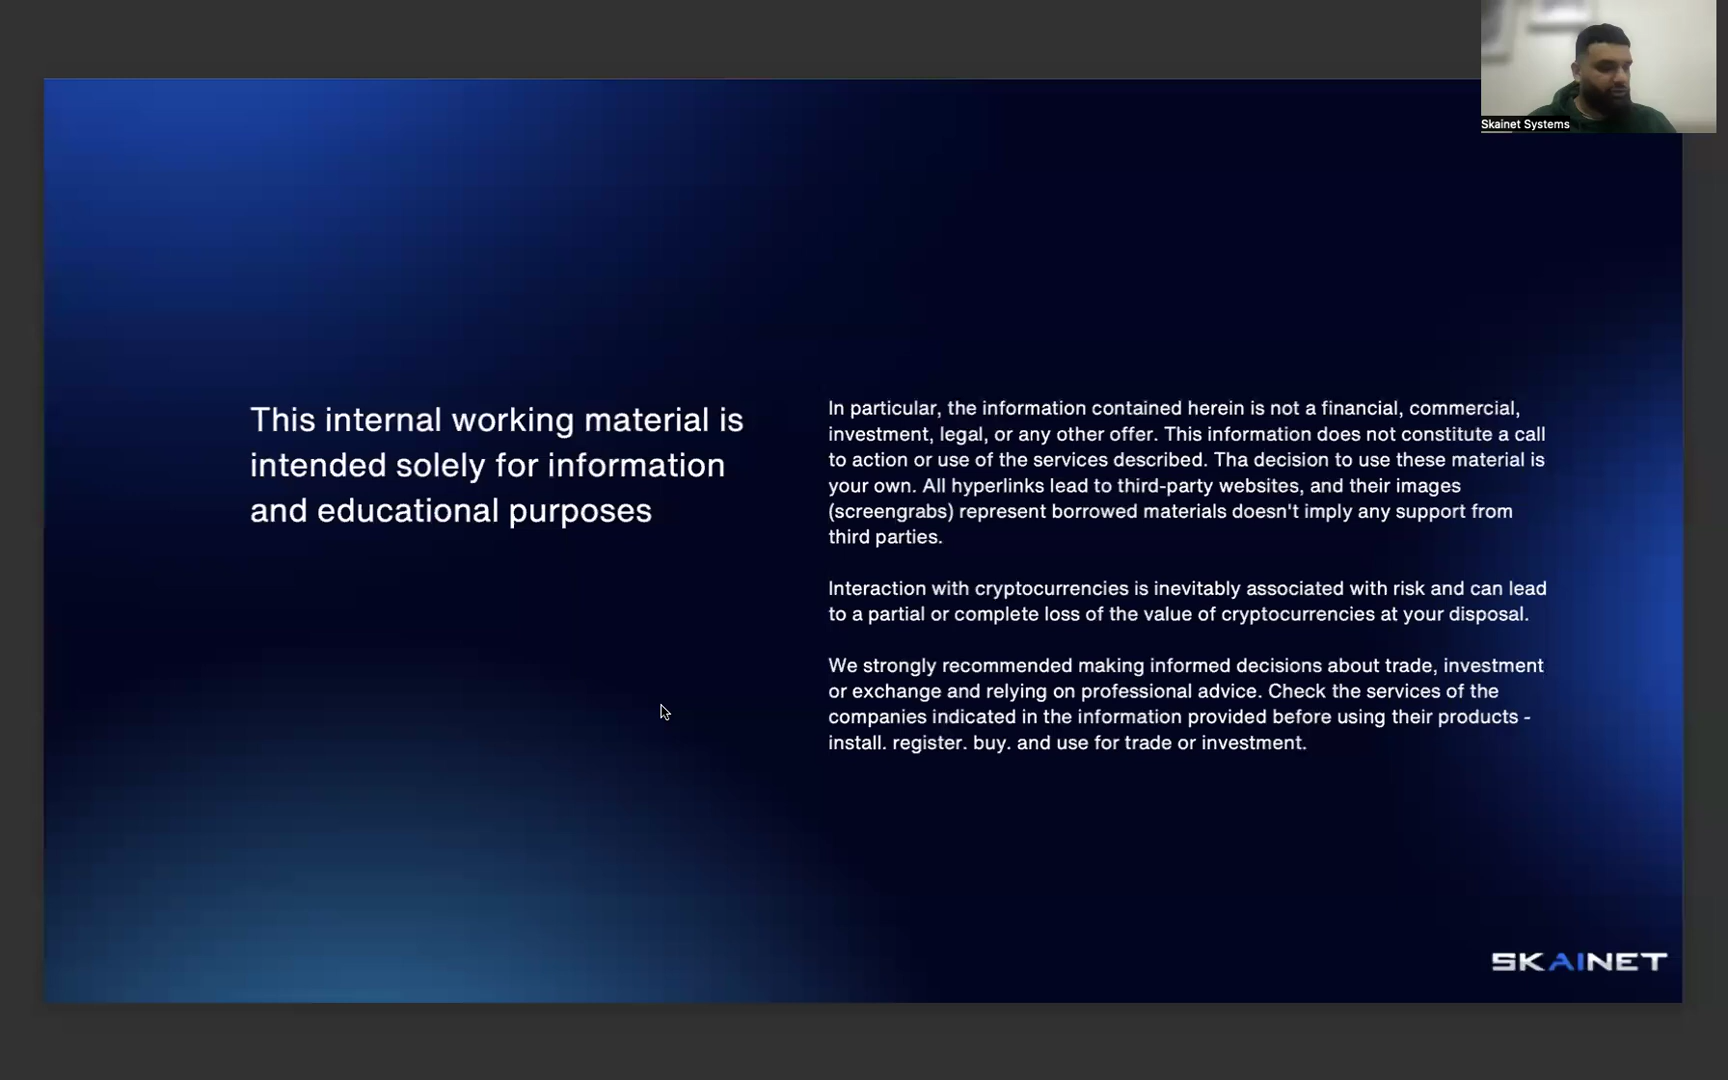 Skainet Systems
This internal working material is
intended solely for information
and educational purposes
In particular, the information contained herein is not a financial, commercial,
investment, legal, or any other offer. This information does not constitute a call
to action or use of the services described. Tha decision to use these material is
your own. All hyperlinks lead to third-party websites, and their images
(screengrabs) represent borrowed materials doesn't imply any support from
third parties.
Interaction with cryptocurrencies is inevitably associated with risk and can lead
to a partial or complete loss of the value of cryptocurrencies at your disposal.
We strongly recommended making informed decisions about trade, investment
or exchange and relying on professional advice. Check the services of the
companies indicated in the information provided before using their products -
install. register. buy. and use for trade or investment.
SKAINET